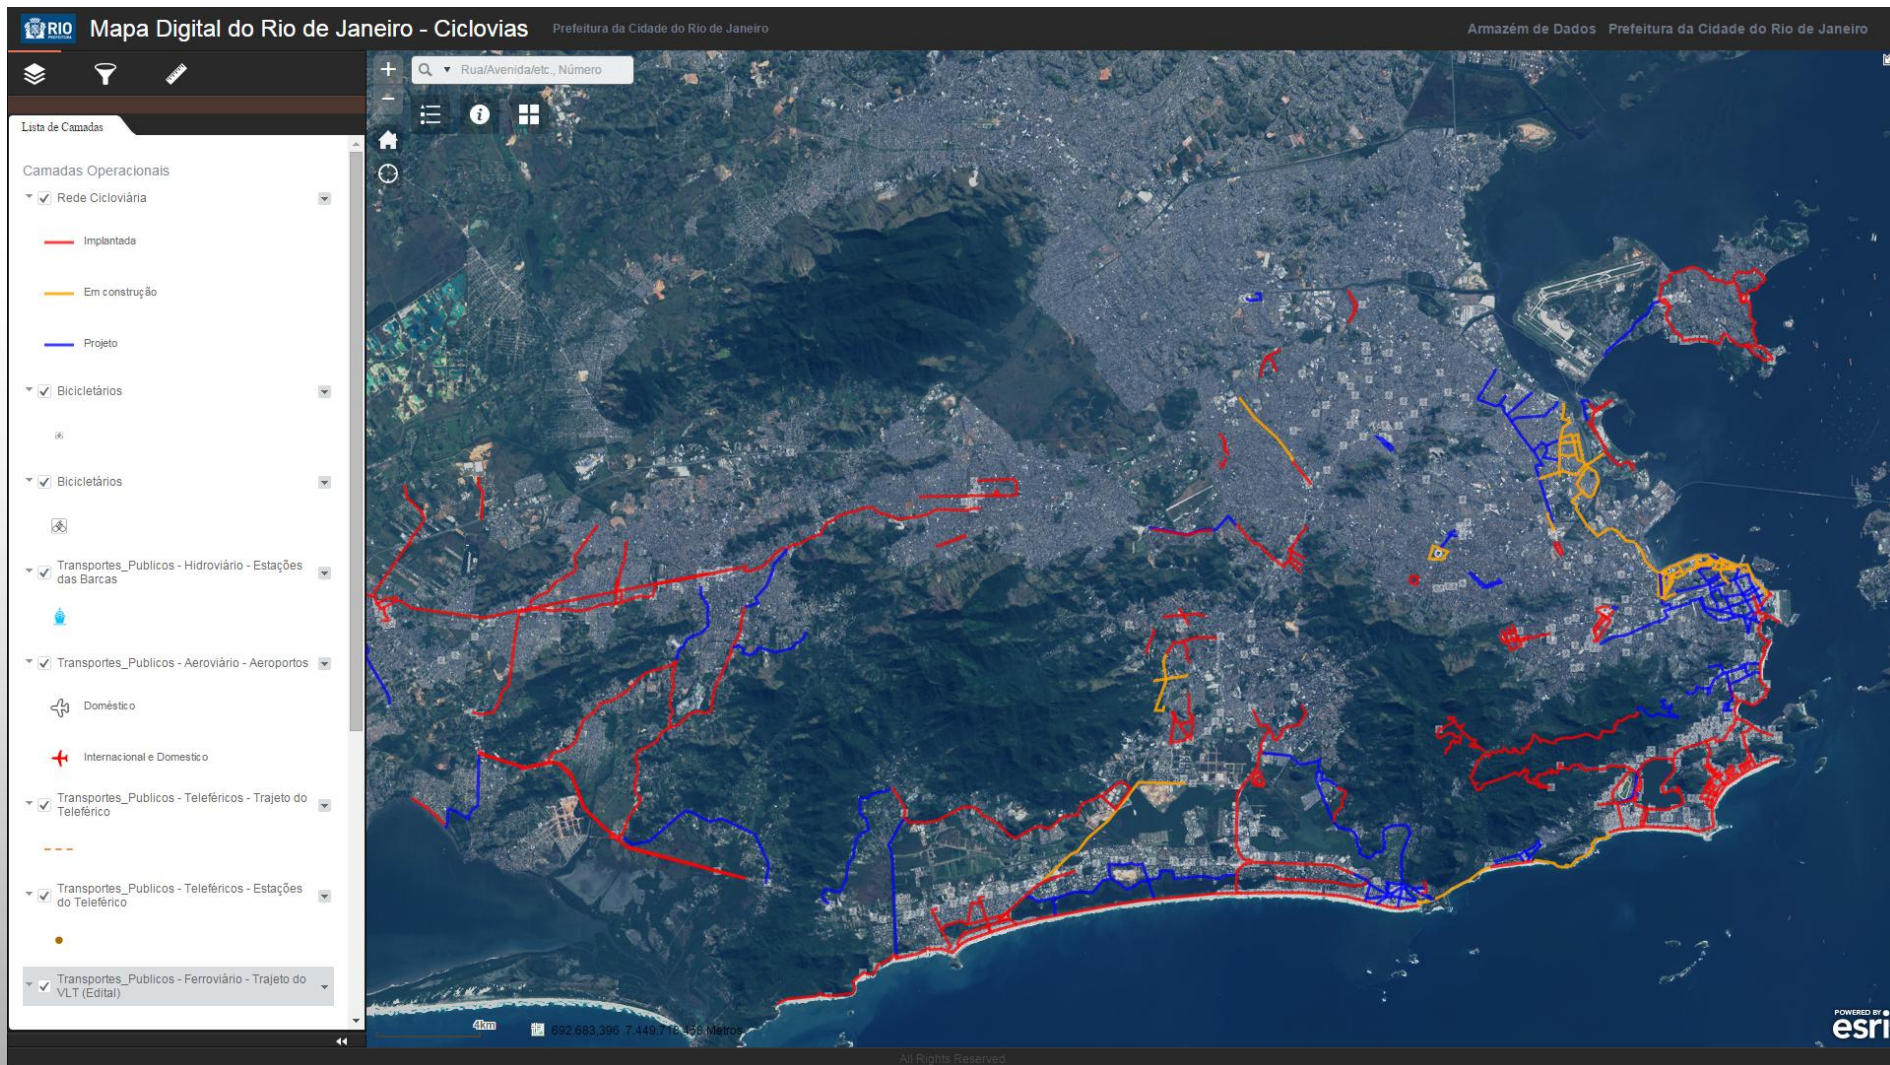 RIO
PREFEITURA
Mapa Digital do Rio de Janeiro - Ciclovias
Prefeitura da Cidade do Rio de Janeiro
Armazém de Dados
Prefeitura da Cidade do Rio de Janeiro
Rua/Avenida/etc., Número
Lista de Camadas
Camadas Operacionais
Rede Cicloviária
Implantada
Em construção
Projeto
Bicicletários
Bicicletários
Transportes_Publicos - Hidroviário - Estações
das Barcas
Transportes_Publicos - Aeroviário - Aeroportos
Doméstico
Internacional e Domestico
Transportes_Publicos - Teleféricos - Trajeto do
Teleférico
Transportes_Publicos - Teleféricos - Estações
do Teleférico
Transportes_Publicos - Ferroviário - Trajeto do
VLT (Edital)
4km
692.683,396 Metros
POWERED BY
esri
All Rights Reserved